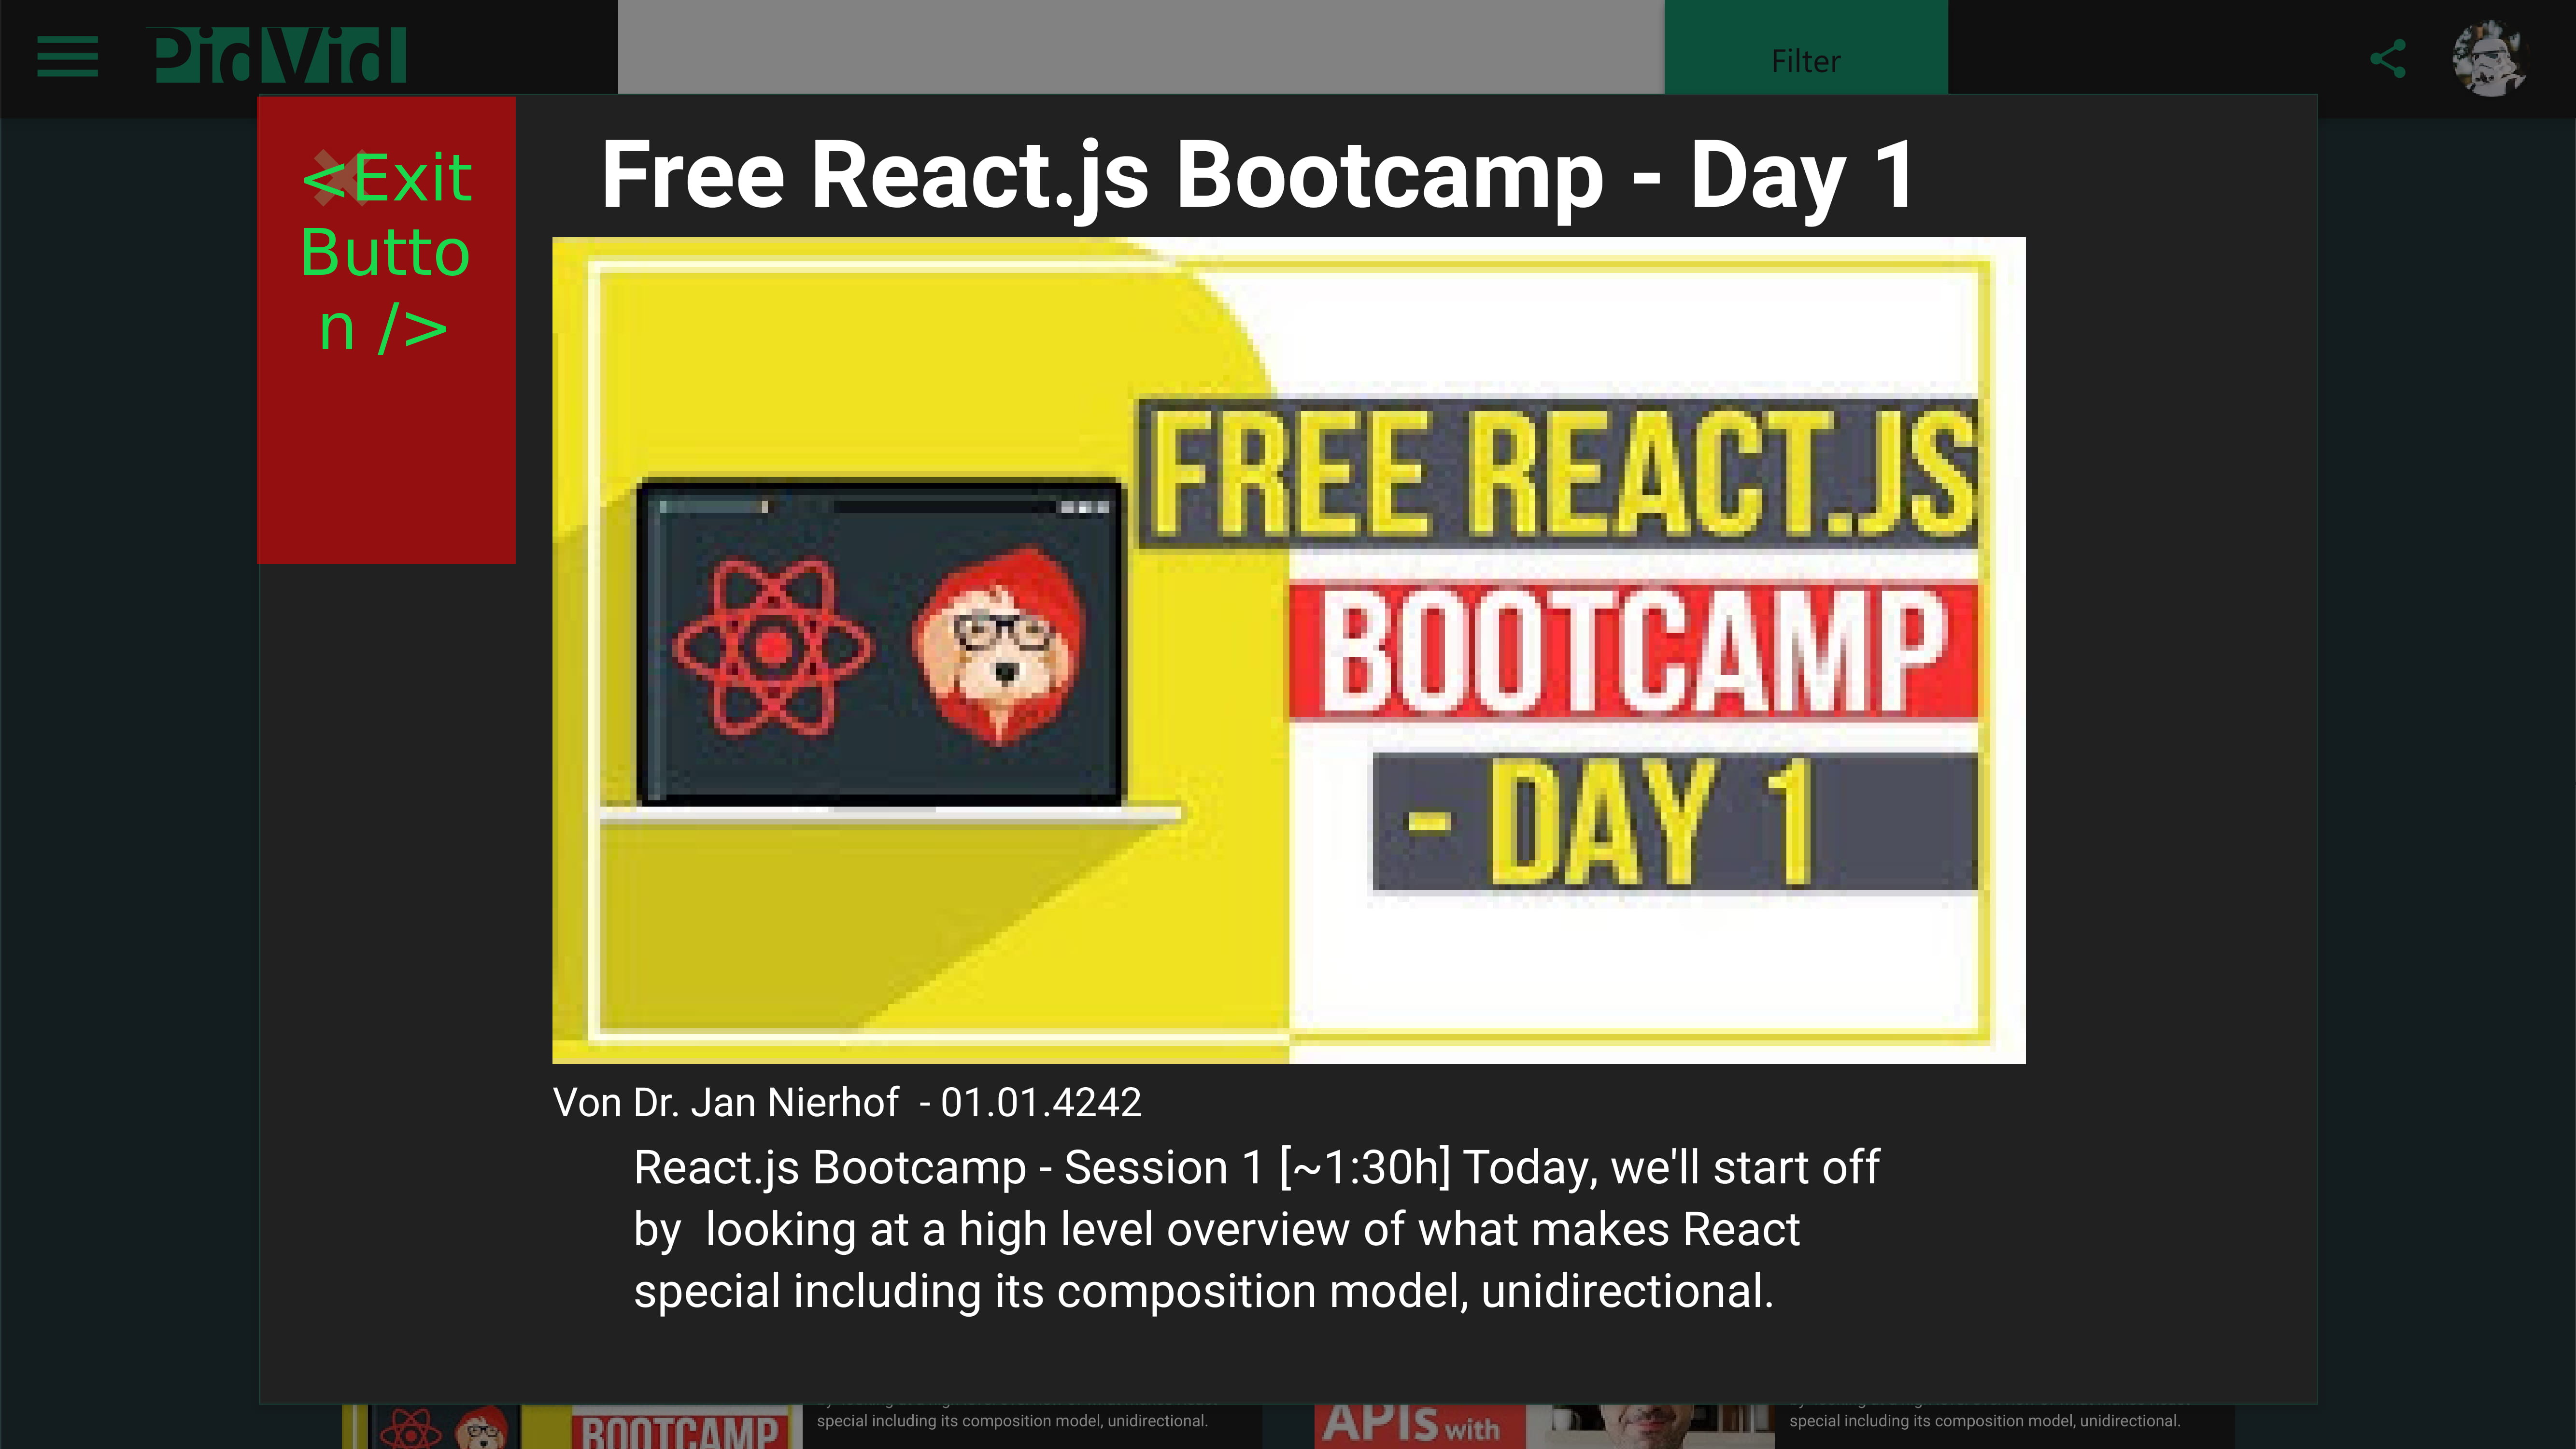 PidVid
Filter
<Exit
Butto
n />
Free React.js Bootcamp - Day 1
FREE REACT.JS
BOOTCAMP
- DAY 1
Von Dr. Jan Nierhof  - 01.01.4242
React.js Bootcamp - Session 1 [~1:30h] Today, we'll start off
by  looking at a high level overview of what makes React
special including its composition model, unidirectional.
BOOTCAMP
special including its composition model, unidirectional.
APIs with
special including its composition model, unidirectional.